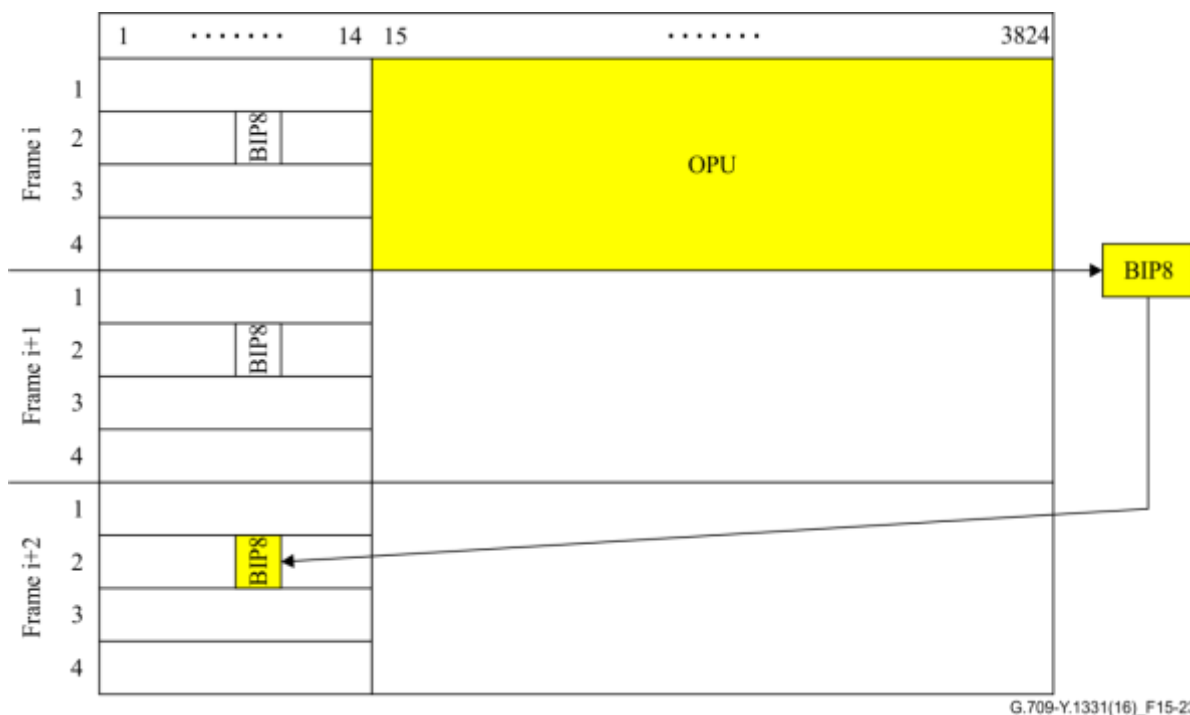 1 ······· 14 15 ······· 3824
Frame i
1
2 BIP8
3
4
OPU
BIP8
Frame i+1
1
2 BIP8
3
4
Frame i+2
1
2 BIP8
3
4
G.709-Y.1331(16)_F15-2